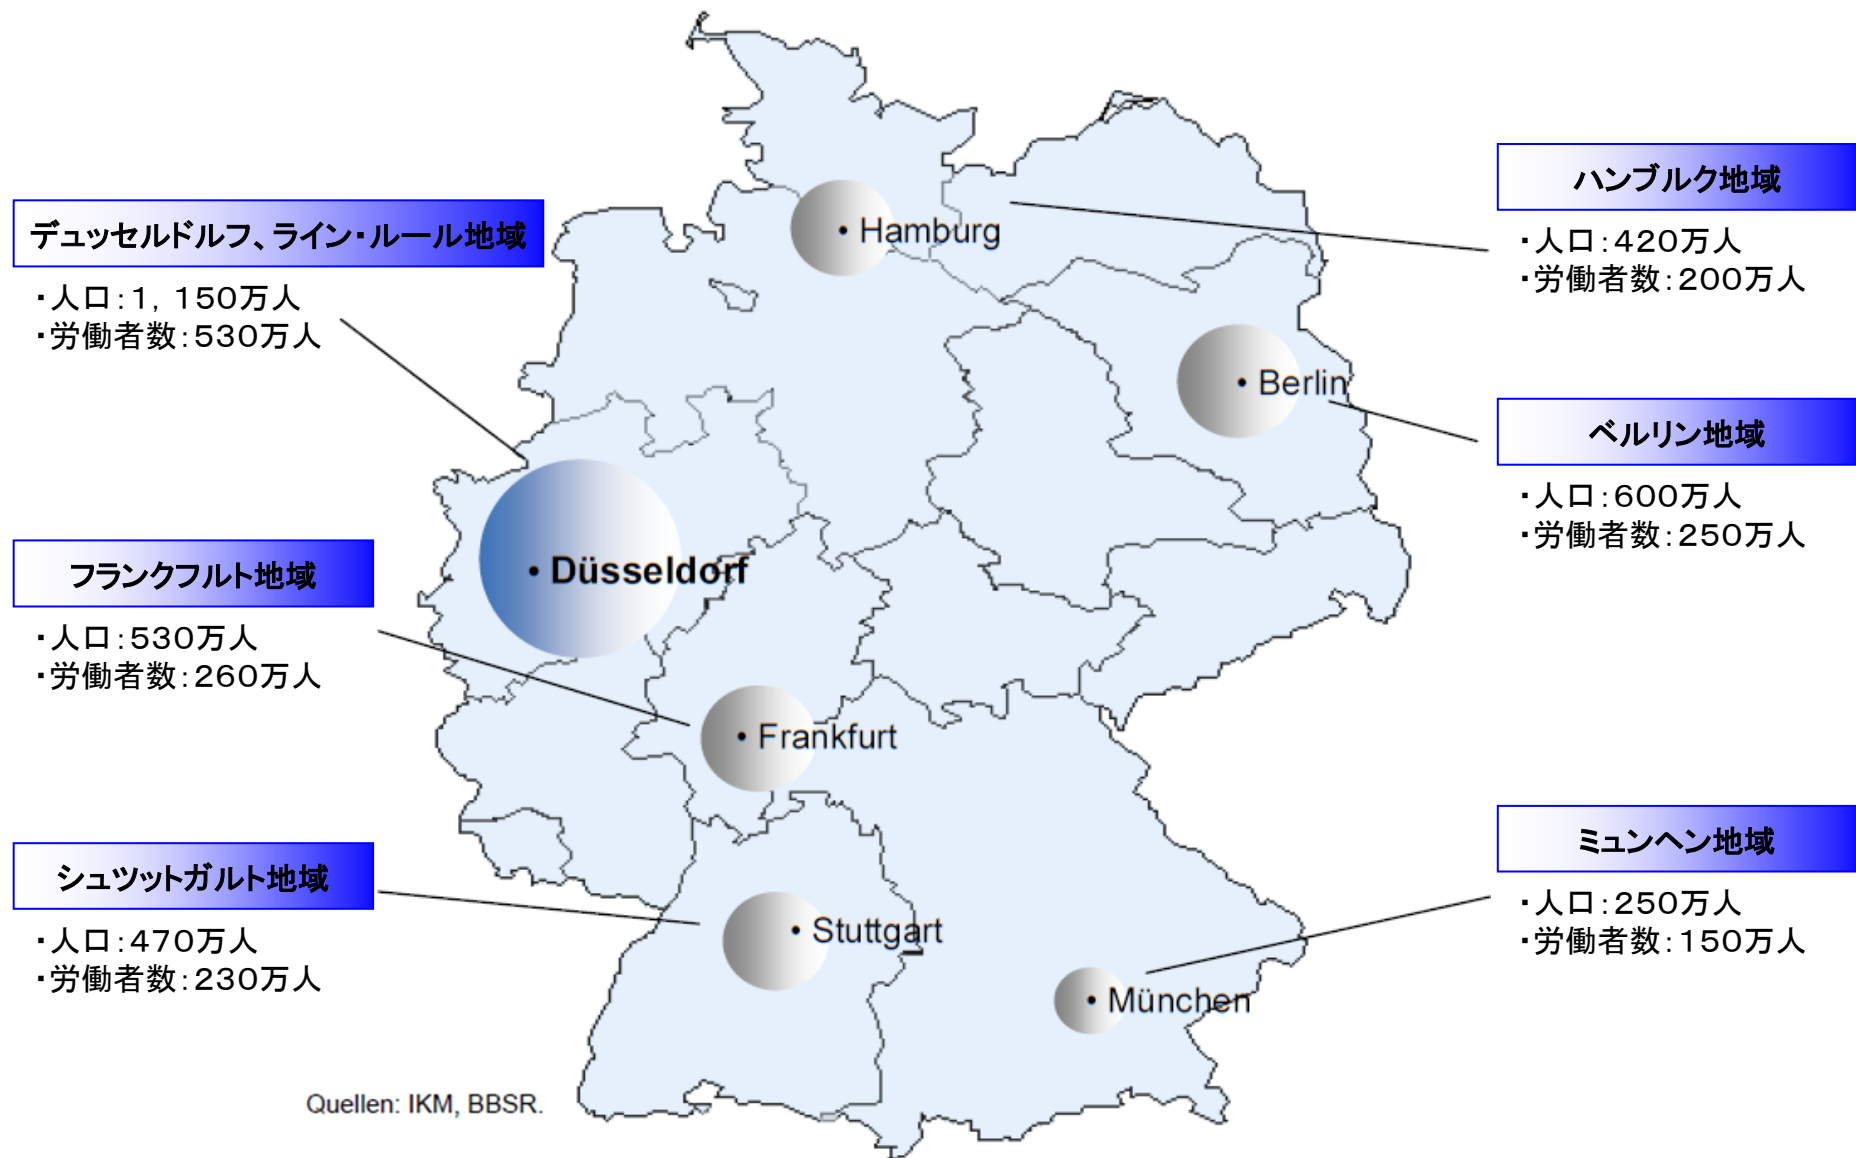 デュッセルドルフ、ライン・ルール地域
・人口:1，150万人
・労働者数:530万人
フランクフルト地域
・人口:530万人
・労働者数:260万人
シュツットガルト地域
・人口:470万人
・労働者数:230万人
ハンブルク地域
・人口:420万人
・労働者数:200万人
ベルリン地域
・人口:600万人
・労働者数:250万人
ミュンヘン地域
・人口:250万人
・労働者数:150万人
• Hamburg
• Berlin
• Düsseldorf
• Frankfurt
• Stuttgart
• München
Quellen: IKM, BBSR.